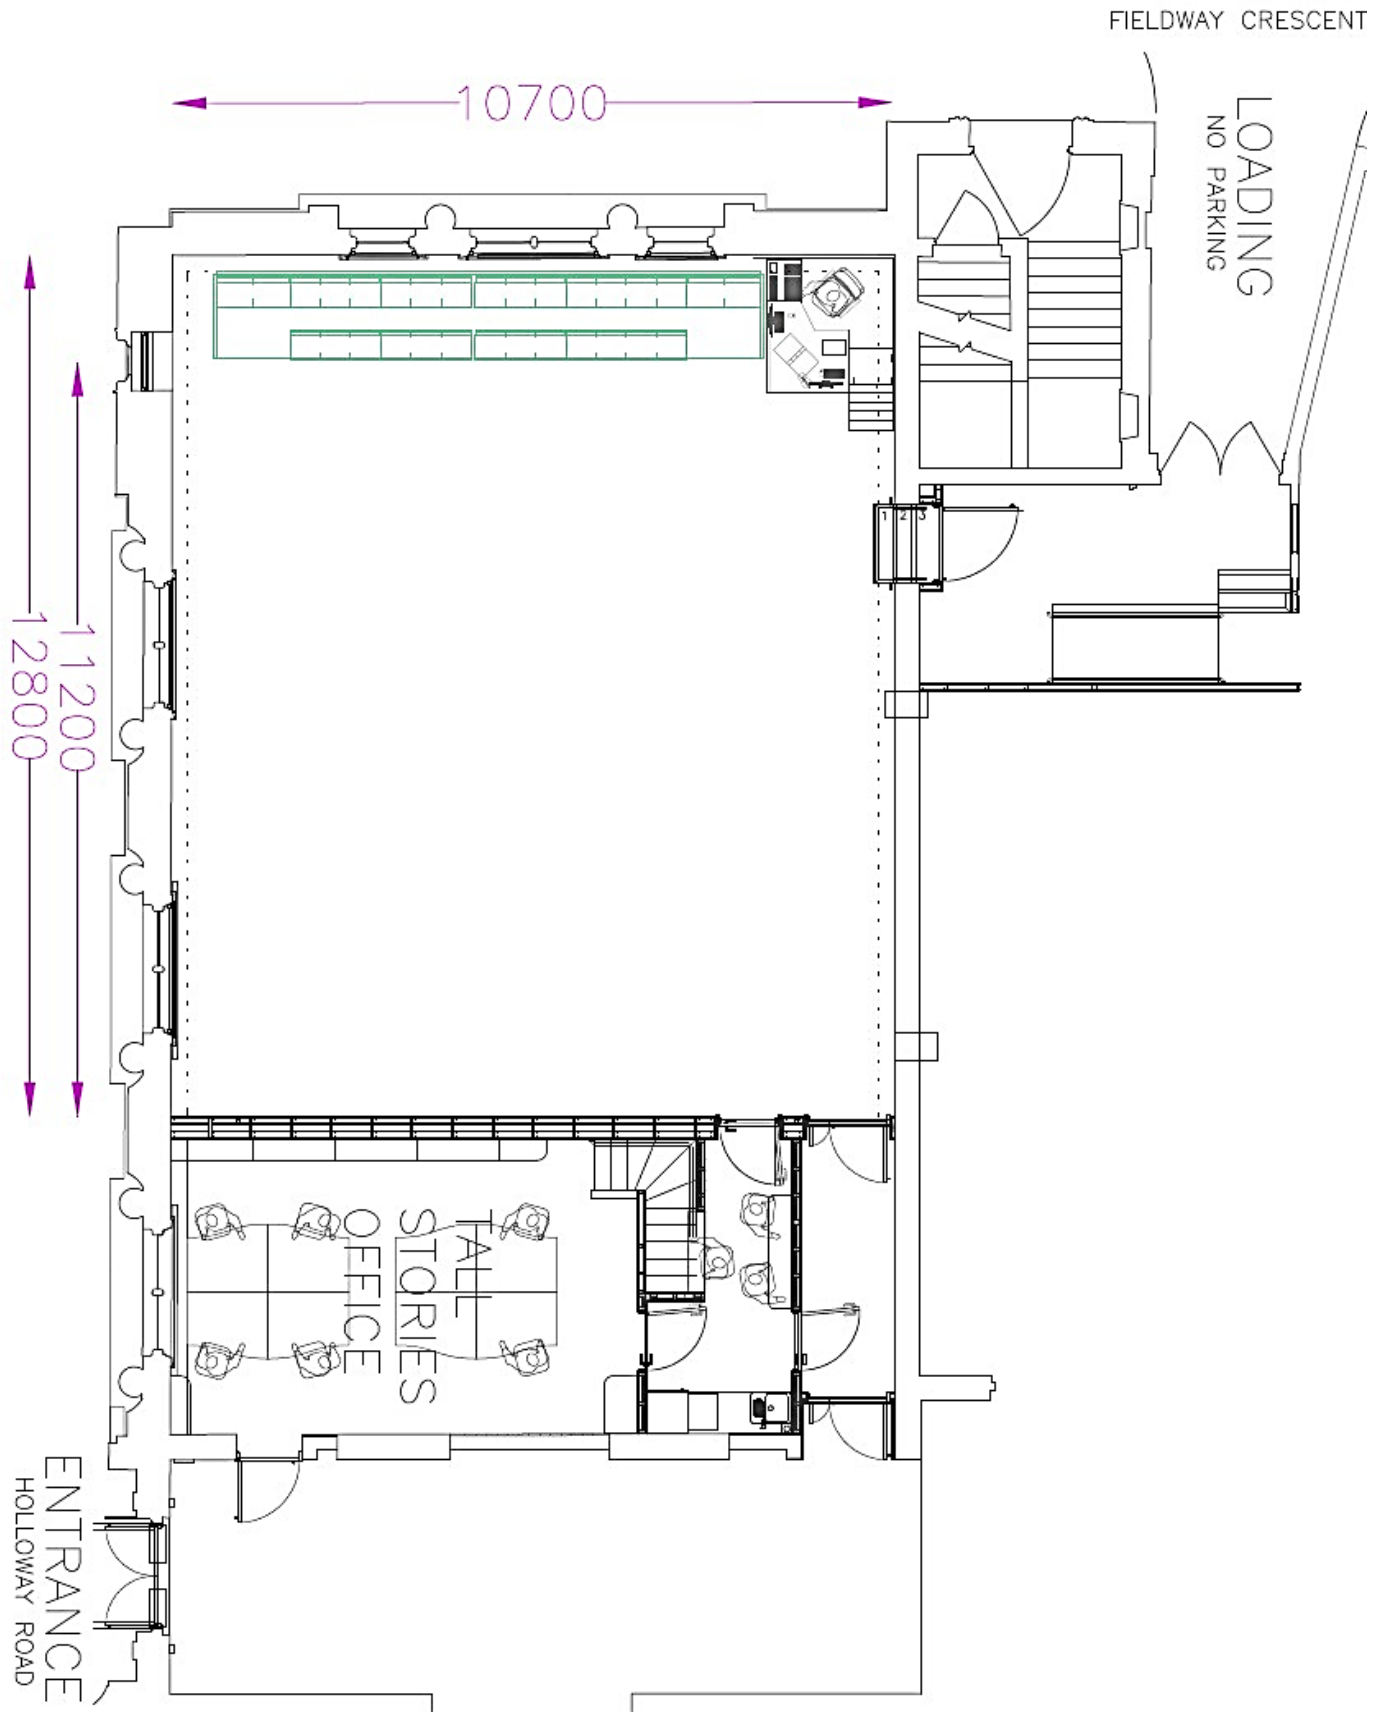 FIELDWAY CRESCENT
10700
LOADING
NO PARKING
1 2 3
12800
11200
TALL
STORIES
OFFICE
ENTRANCE
HOLLOWAY ROAD